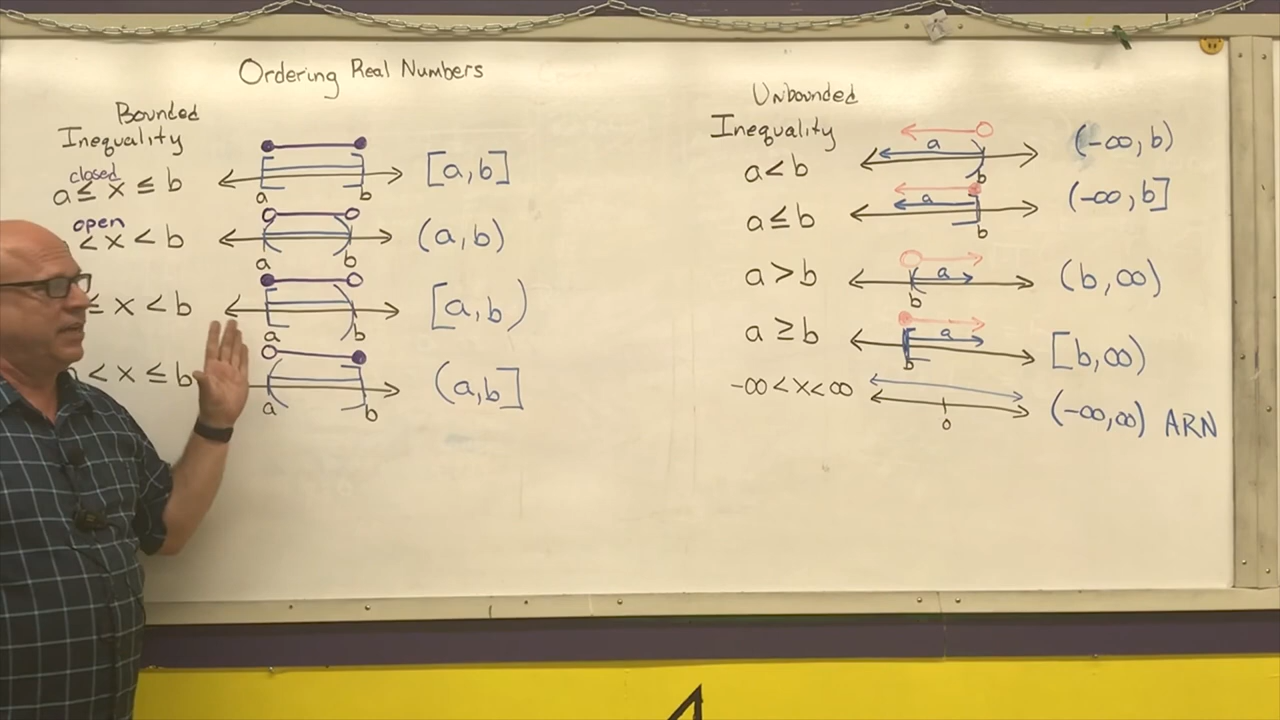 Ordering Real Numbers
Bounded
Inequality
closed
a ≤ x ≤ b
a b
[a,b]
open
< x < b
a b
(a,b)
≤ x < b
a b
[a,b)
< x ≤ b
a b
(a,b]
Unbounded
Inequality
a < b
a
b
(-∞,b)
a ≤ b
a
b
(-∞,b]
a > b
a
b
(b,∞)
a ≥ b
a
b
[b,∞)
-∞ < x < ∞
0
(-∞,∞) ARN